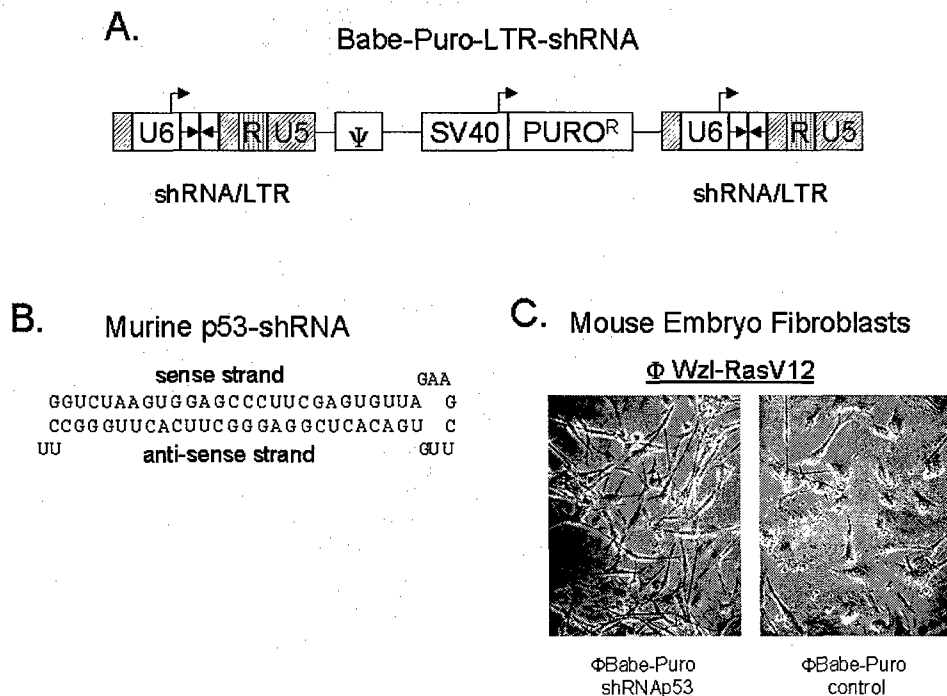 A.
Babe-Puro-LTR-shRNA
U6 R U5 Ψ SV40 PURO^R U6 R U5
shRNA/LTR shRNA/LTR
B. Murine p53-shRNA
sense strand
GAA
GGUCUAAGUGGAGCCCUUCGAGUGUUA G
CCGGGUUCACUUCGGGAGGCUCACAGU C
UU GUU
anti-sense strand
C. Mouse Embryo Fibroblasts
Φ Wzl-RasV12
ΦBabe-Puro
shRNAp53
ΦBabe-Puro
control